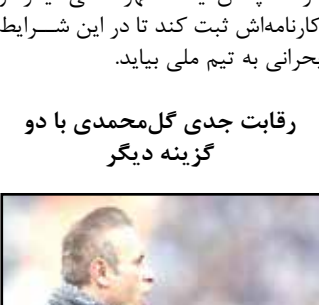 کارنامه‌اش ثبت کند تا در این شــرایط
بحرانی به تیم ملی بیاید.
رقابت جدی گل‌محمدی با دو
گزینه دیگر